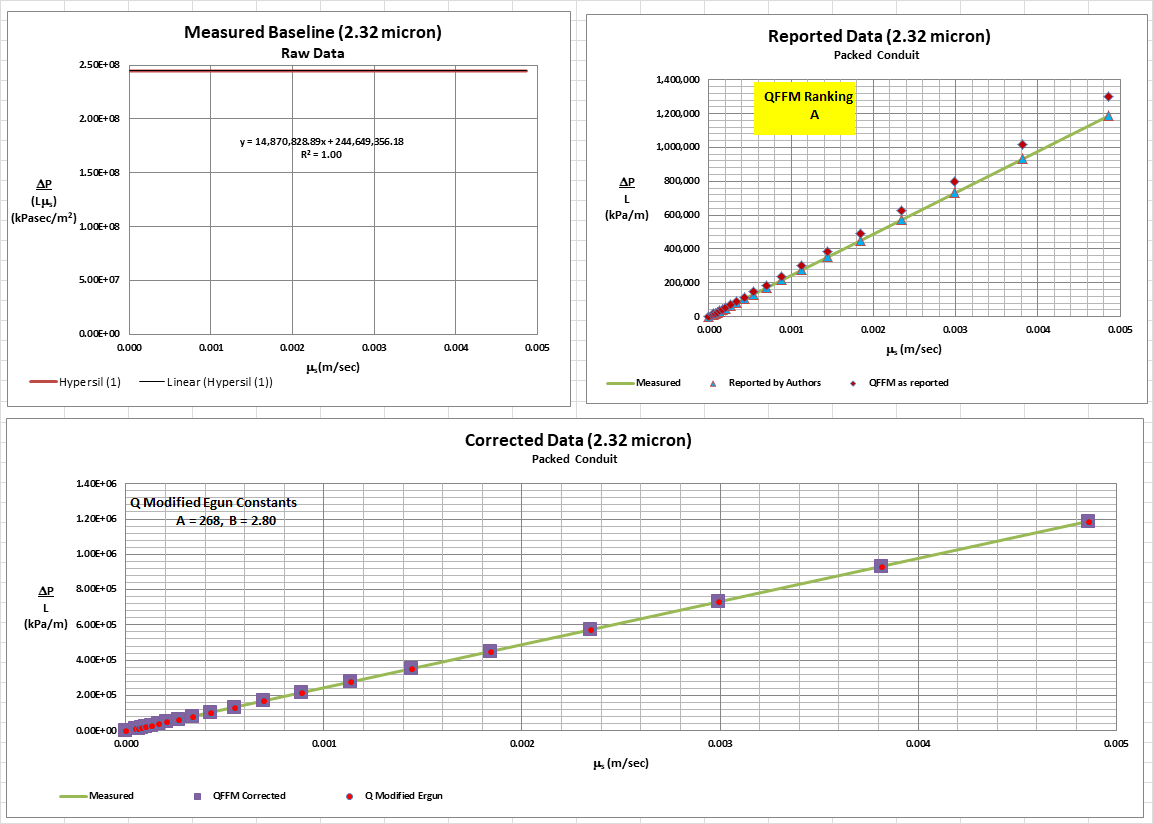 Measured Baseline (2.32 micron)
Raw Data
2.50E+08
2.00E+08
1.50E+08
1.00E+08
5.00E+07
0.00E+00
ΔP
(Lμs)
(kPasec/m²)
y = 14,870,828.89x + 244,649,356.18
R² = 1.00
0.000 0.001 0.002 0.003 0.004 0.005
μs(m/sec)
Hypersil (1) Linear (Hypersil (1))
Reported Data (2.32 micron)
Packed Conduit
1,400,000
1,200,000
1,000,000
800,000
600,000
400,000
200,000
0
QFFM Ranking
A
ΔP
L
(kPa/m)
0.000 0.001 0.002 0.003 0.004 0.005
μs (m/sec)
Measured Reported by Authors QFFM as reported
Corrected Data (2.32 micron)
Packed Conduit
1.40E+06
1.20E+06
1.00E+06
8.00E+05
6.00E+05
4.00E+05
2.00E+05
0.00E+00
Q Modified Egun Constants
A = 268, B = 2.80
ΔP
L
(kPa/m)
0.000 0.001 0.002 0.003 0.004 0.005
μs (m/sec)
Measured QFFM Corrected Q Modified Ergun